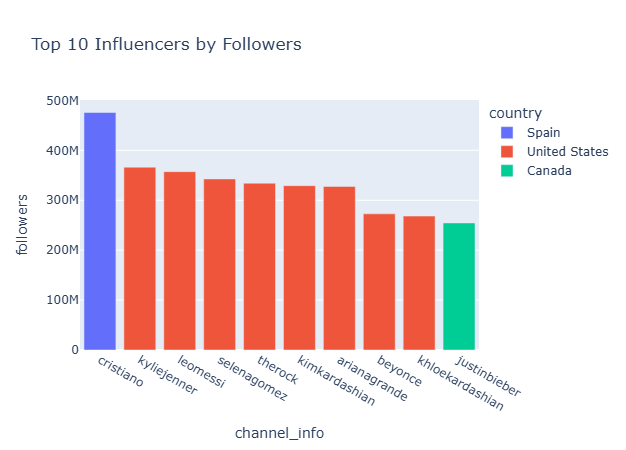 Top 10 Influencers by Followers
country
Spain
United States
Canada
followers
500M
400M
300M
200M
100M
0
cristiano
kyliejenner
leomessi
selenagomez
therock
kimkardashian
arianagrande
beyonce
khloekardashian
justinbieber
channel_info